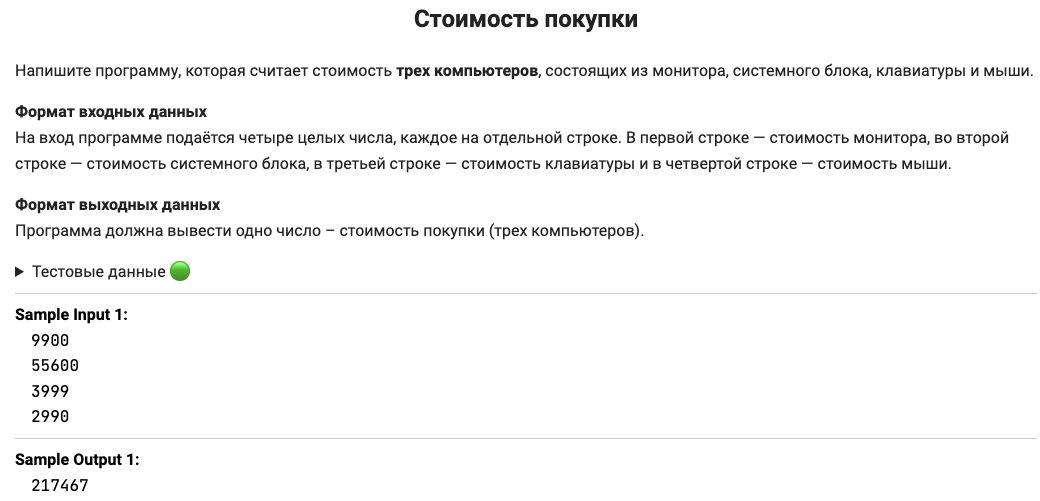 Стоимость покупки
Напишите программу, которая считает стоимость трех компьютеров, состоящих из монитора, системного блока, клавиатуры и мыши.
Формат входных данных
На вход программе подаётся четыре целых числа, каждое на отдельной строке. В первой строке — стоимость монитора, во второй
строке — стоимость системного блока, в третьей строке — стоимость клавиатуры и в четвертой строке — стоимость мыши.
Формат выходных данных
Программа должна вывести одно число – стоимость покупки (трех компьютеров).
Тестовые данные
Sample Input 1:
9900
55600
3999
2990
Sample Output 1:
217467